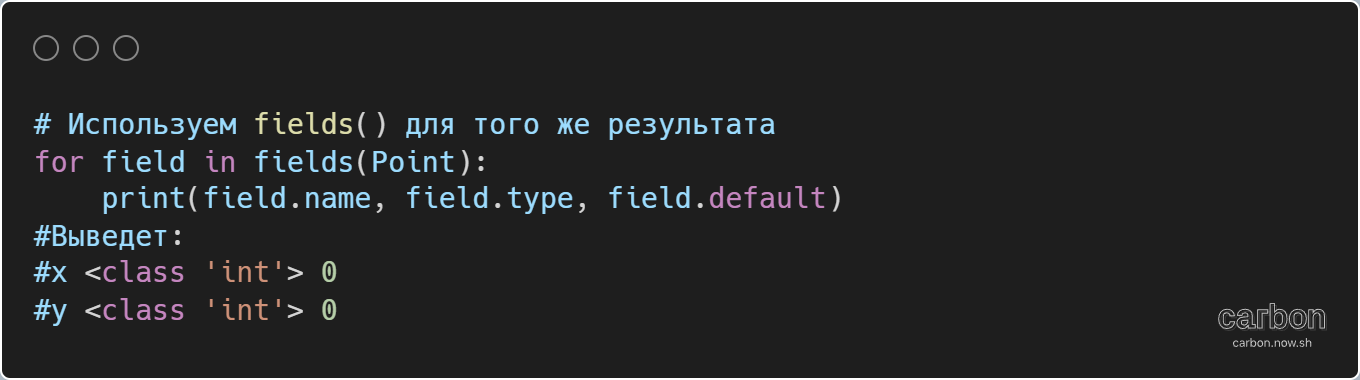 # Используем fields() для того же результата
for field in fields(Point):
    print(field.name, field.type, field.default)
#Выведет:
#x <class 'int'> 0
#y <class 'int'> 0
carbon
carbon.now.sh